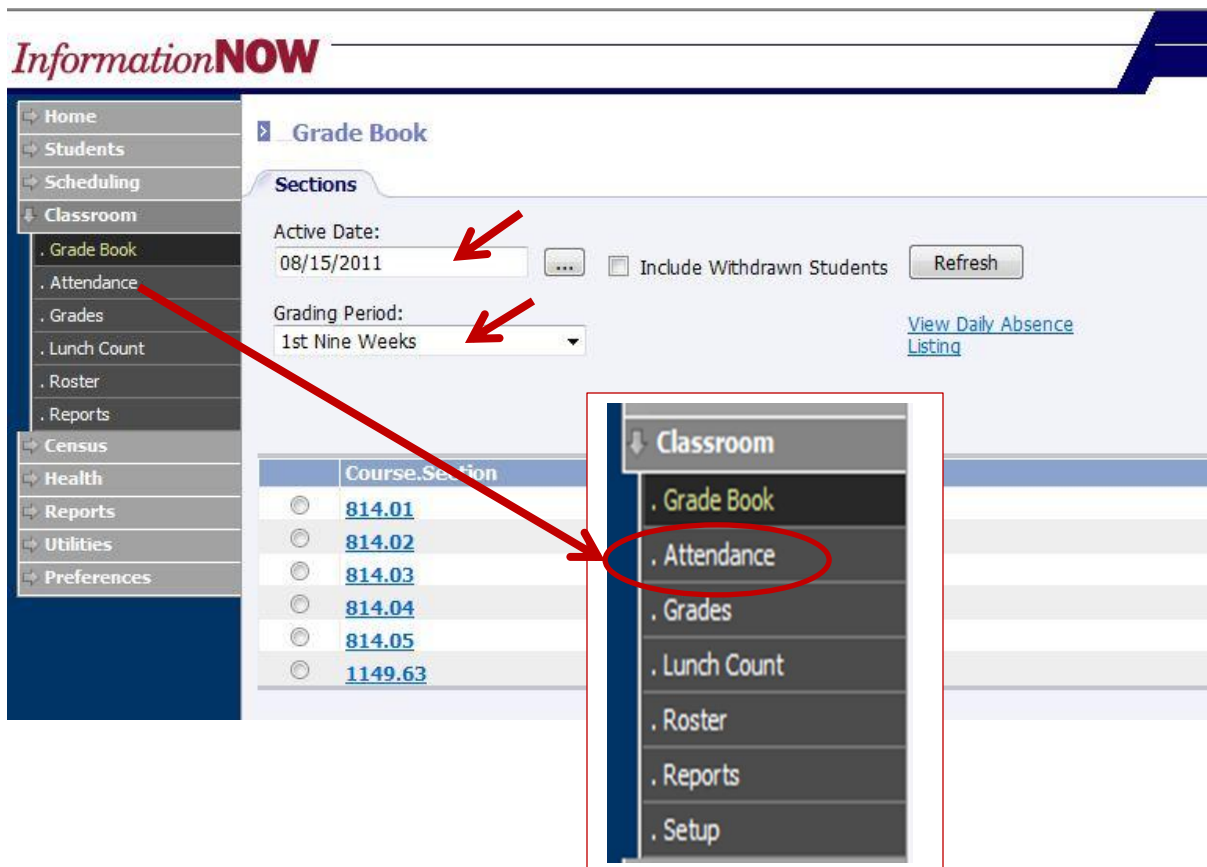 InformationNOW
Home
Students
Scheduling
Classroom
. Grade Book
. Attendance
. Grades
. Lunch Count
. Roster
. Reports
Census
Health
Reports
Utilities
Preferences
Grade Book
Sections
Active Date:
08/15/2011
...
Include Withdrawn Students
Refresh
Grading Period:
1st Nine Weeks
View Daily Absence
Listing
Course.Section
814.01
814.02
814.03
814.04
814.05
1149.63
Classroom
. Grade Book
. Attendance
. Grades
. Lunch Count
. Roster
. Reports
. Setup